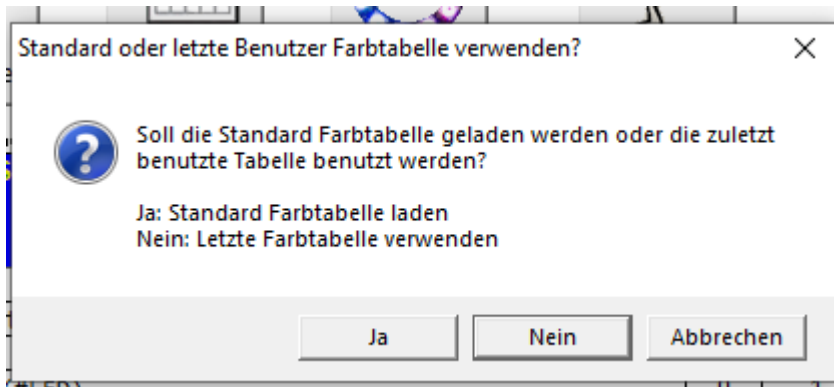 Standard oder letzte Benutzer Farbtabelle verwenden?
Soll die Standard Farbtabelle geladen werden oder die zuletzt
benutzte Tabelle benutzt werden?
Ja: Standard Farbtabelle laden
Nein: Letzte Farbtabelle verwenden
Ja
Nein
Abbrechen